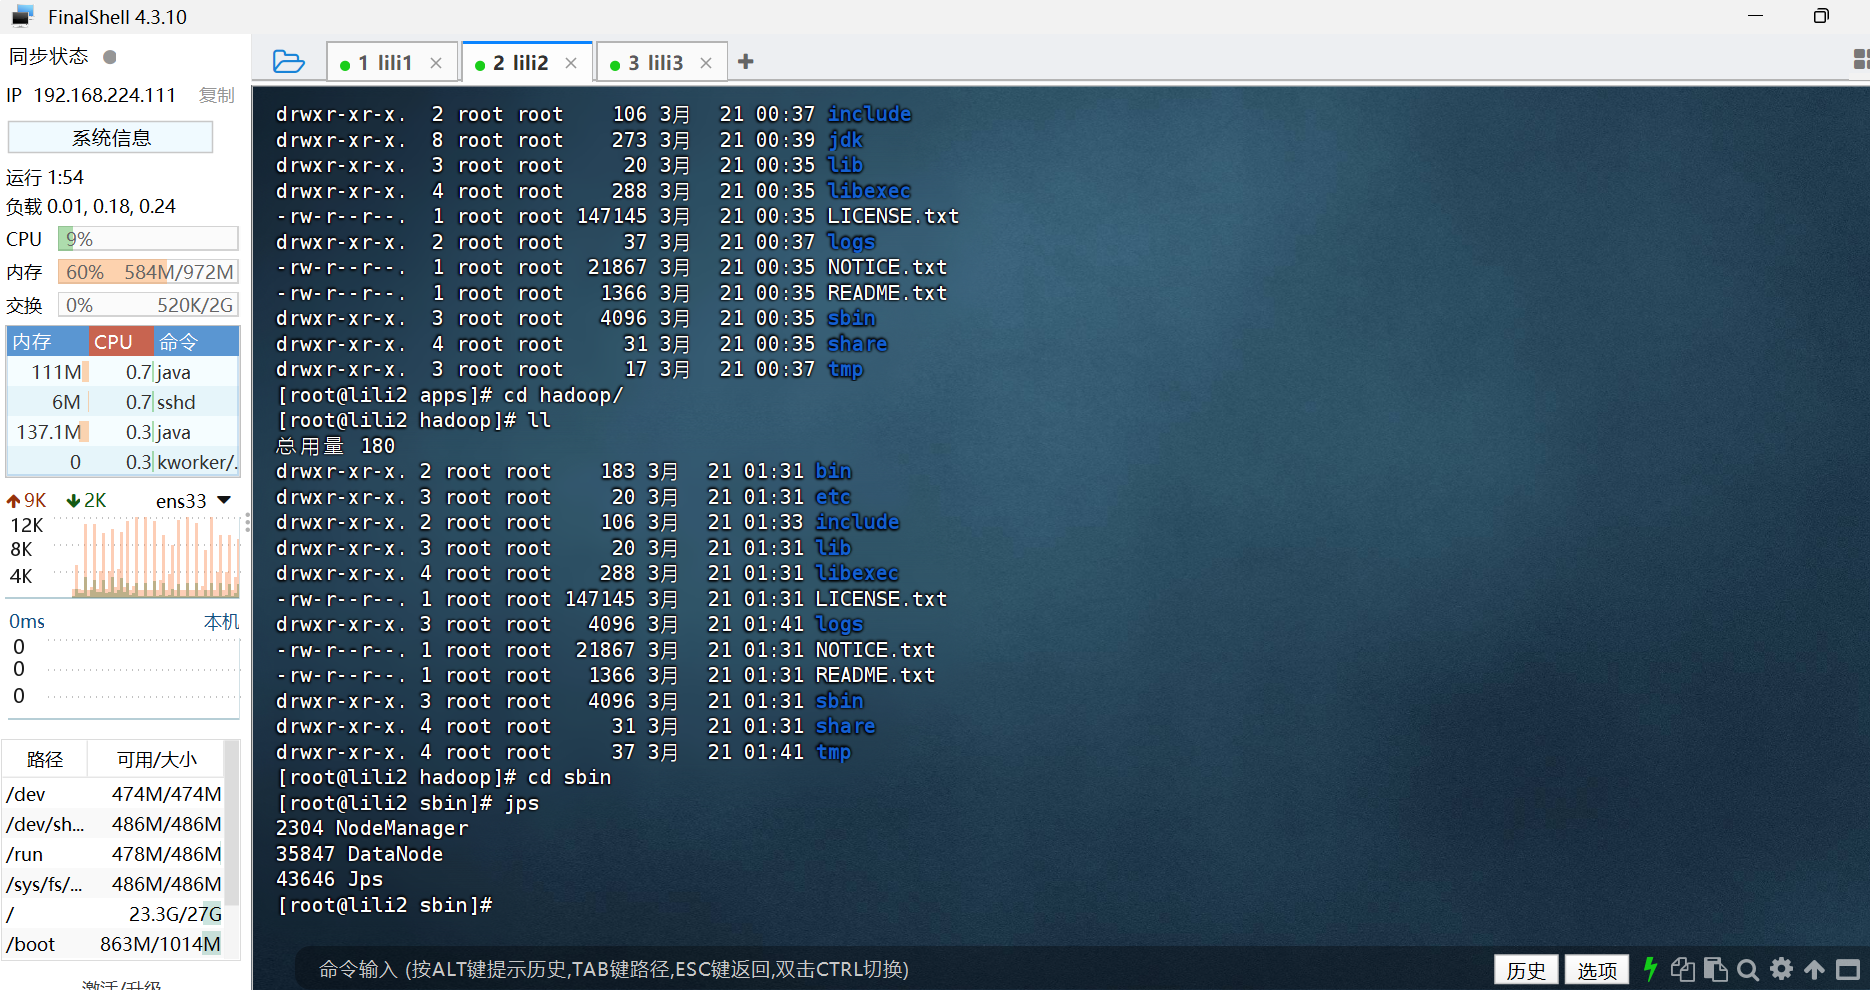 FinalShell 4.3.10
同步状态
IP 192.168.224.111 复制
系统信息
运行 1:54
负载 0.01, 0.18, 0.24
CPU 9%
内存 60% 584M/972M
交换 0% 520K/2G
内存 CPU 命令
111M 0.7 java
6M 0.7 sshd
137.1M 0.3 java
0 0.3 kworker/.
9K 2K ens33
12K
8K
4K
0ms 本机
0
0
0
路径 可用/大小
/dev 474M/474M
/dev/sh... 486M/486M
/run 478M/486M
/sys/fs/... 486M/486M
/ 23.3G/27G
/boot 863M/1014M
激活/升级
1 lili1
2 lili2
3 lili3
drwxr-xr-x.  2 root root    106 3月  21 00:37 include
drwxr-xr-x.  8 root root    273 3月  21 00:39 jdk
drwxr-xr-x.  3 root root     20 3月  21 00:35 lib
drwxr-xr-x.  4 root root    288 3月  21 00:35 libexec
-rw-r--r--.  1 root root 147145 3月  21 00:35 LICENSE.txt
drwxr-xr-x.  2 root root     37 3月  21 00:37 logs
-rw-r--r--.  1 root root  21867 3月  21 00:35 NOTICE.txt
-rw-r--r--.  1 root root   1366 3月  21 00:35 README.txt
drwxr-xr-x.  3 root root   4096 3月  21 00:35 sbin
drwxr-xr-x.  4 root root     31 3月  21 00:35 share
drwxr-xr-x.  3 root root     17 3月  21 00:37 tmp
[root@lili2 apps]# cd hadoop/
[root@lili2 hadoop]# ll
总用量 180
drwxr-xr-x. 2 root root    183 3月  21 01:31 bin
drwxr-xr-x. 3 root root     20 3月  21 01:31 etc
drwxr-xr-x. 2 root root    106 3月  21 01:33 include
drwxr-xr-x. 3 root root     20 3月  21 01:31 lib
drwxr-xr-x. 4 root root    288 3月  21 01:31 libexec
-rw-r--r--. 1 root root 147145 3月  21 01:31 LICENSE.txt
drwxr-xr-x. 3 root root   4096 3月  21 01:41 logs
-rw-r--r--. 1 root root  21867 3月  21 01:31 NOTICE.txt
-rw-r--r--. 1 root root   1366 3月  21 01:31 README.txt
drwxr-xr-x. 3 root root   4096 3月  21 01:31 sbin
drwxr-xr-x. 4 root root     31 3月  21 01:31 share
drwxr-xr-x. 4 root root     37 3月  21 01:41 tmp
[root@lili2 hadoop]# cd sbin
[root@lili2 sbin]# jps
2304 NodeManager
35847 DataNode
43646 Jps
[root@lili2 sbin]#
命令输入 (按ALT键提示历史,TAB键路径,ESC键返回,双击CTRL切换)
历史 选项